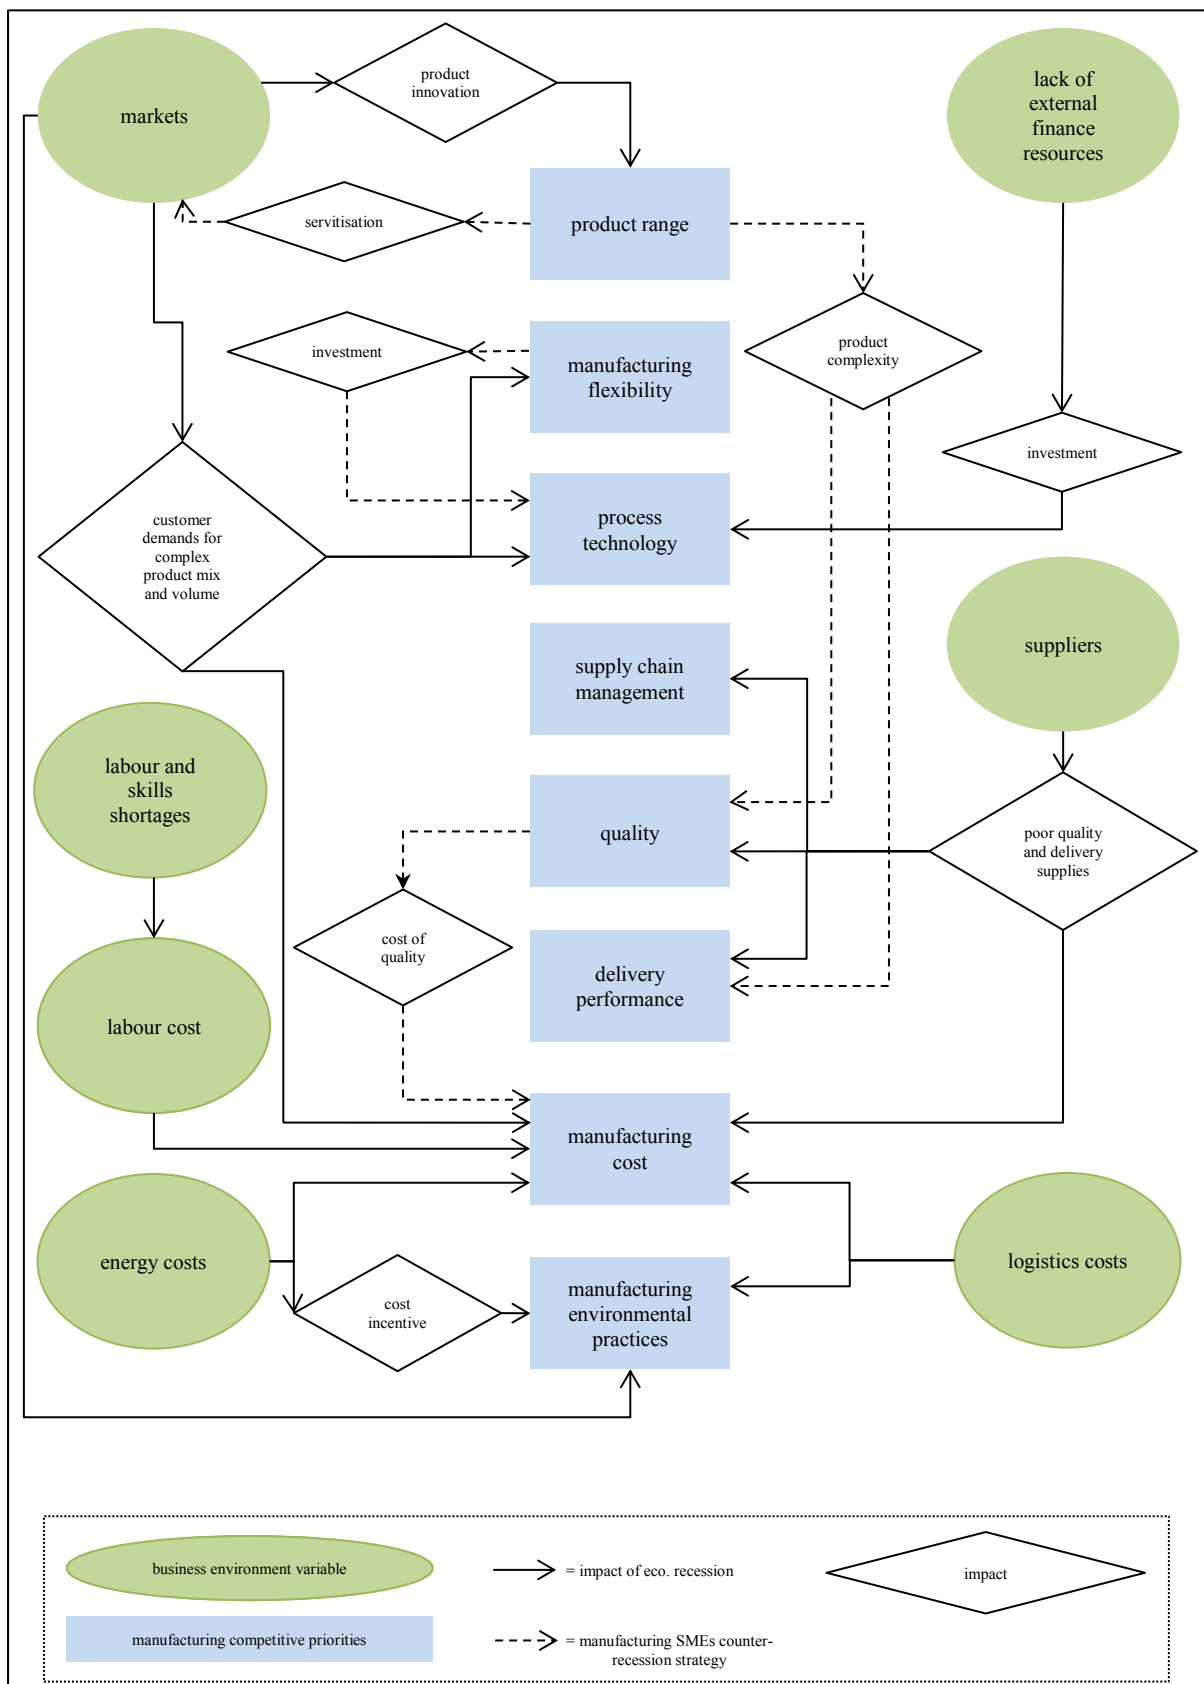 markets
product
innovation
lack of
external
finance
resources
servitisation
product range
investment
manufacturing
flexibility
product
complexity
investment
customer
demands for
complex
product mix
and volume
process
technology
supply chain
management
suppliers
labour and
skills
shortages
quality
poor quality
and delivery
supplies
cost of
quality
delivery
performance
labour cost
manufacturing
cost
energy costs
cost
incentive
manufacturing
environmental
practices
logistics costs
business environment variable
= impact of eco. recession
impact
manufacturing competitive priorities
= manufacturing SMEs counter-
recession strategy